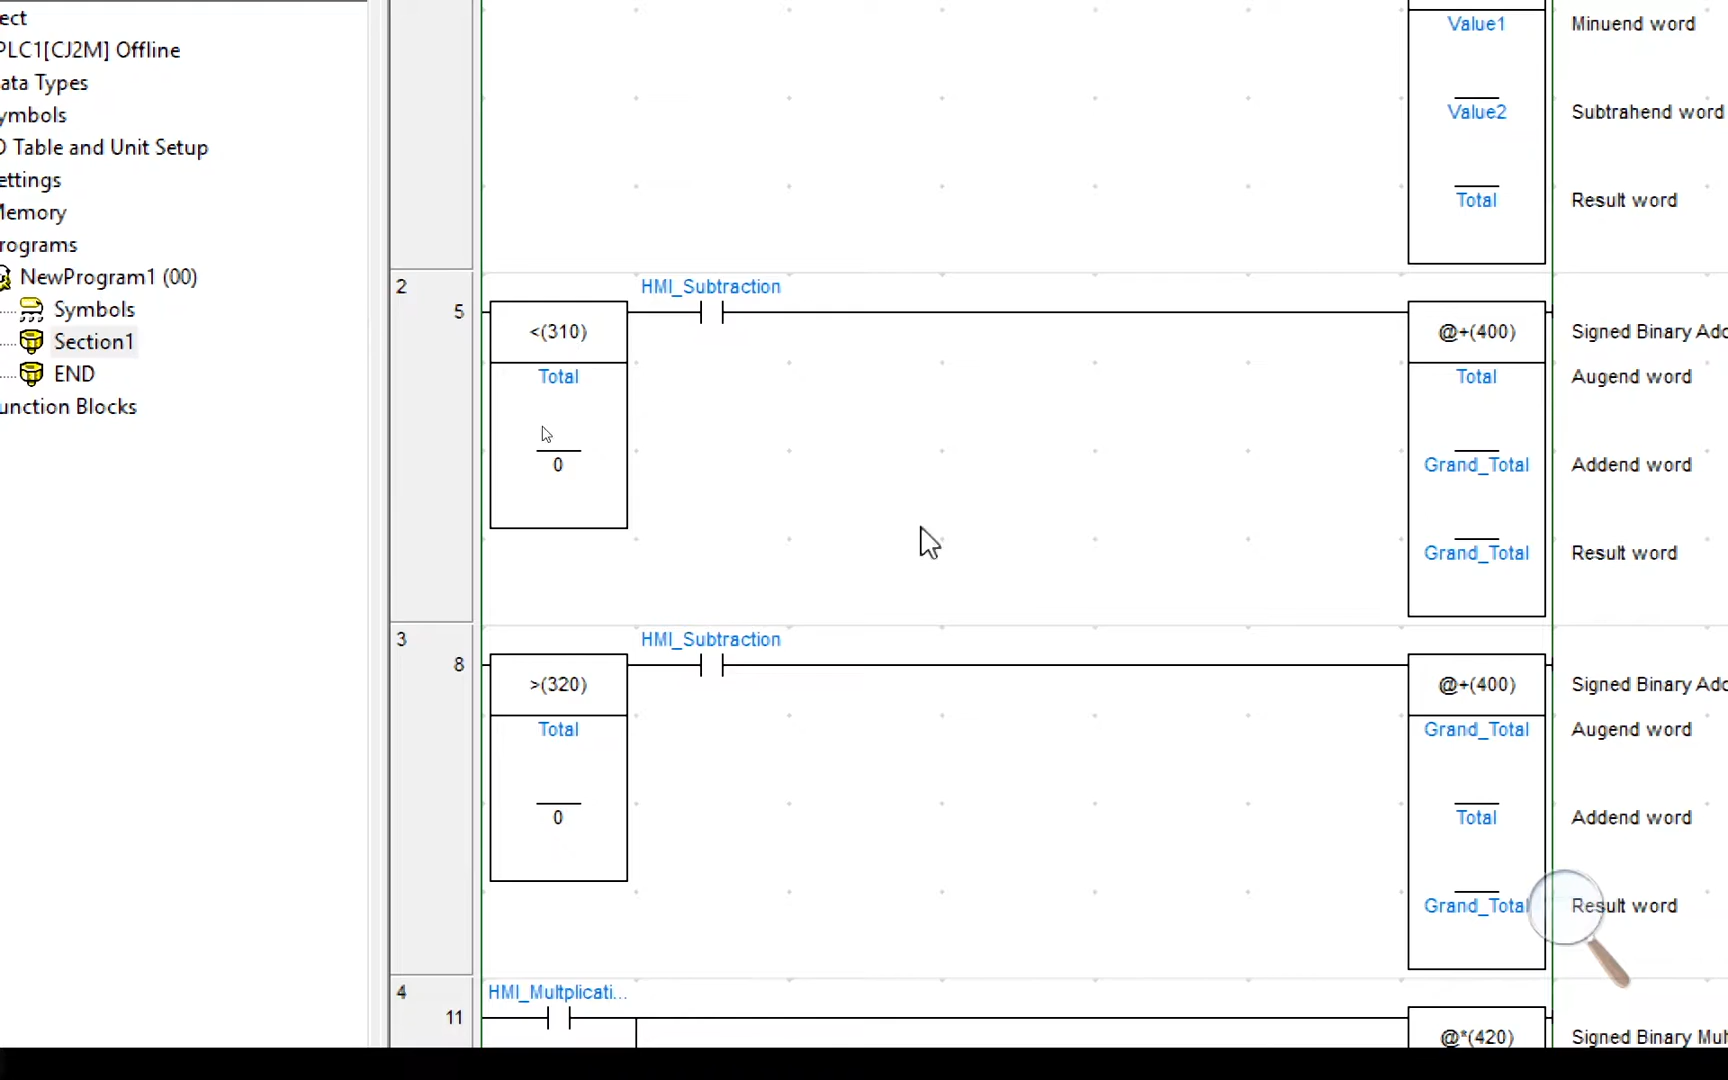 ect
PLC1[CJ2M] Offline
ata Types
ymbols
O Table and Unit Setup
ettings
Memory
rograms
NewProgram1 (00)
Symbols
Section1
END
unction Blocks
Value1 Minuend word
Value2 Subtrahend word
Total Result word
2
5
HMI_Subtraction
<(310)
Total
0
@+(400) Signed Binary Add
Total Augend word
Grand_Total Addend word
Grand_Total Result word
3
8
HMI_Subtraction
>(320)
Total
0
@+(400) Signed Binary Add
Grand_Total Augend word
Total Addend word
Grand_Total Result word
4
11
HMI_Multplicati...
@*(420) Signed Binary Mul